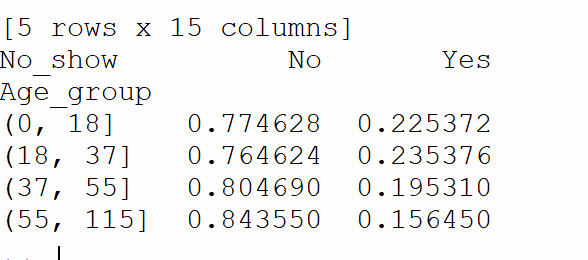 [5 rows x 15 columns]
No_show No Yes
Age_group
(0, 18] 0.774628 0.225372
(18, 37] 0.764624 0.235376
(37, 55] 0.804690 0.195310
(55, 115] 0.843550 0.156450